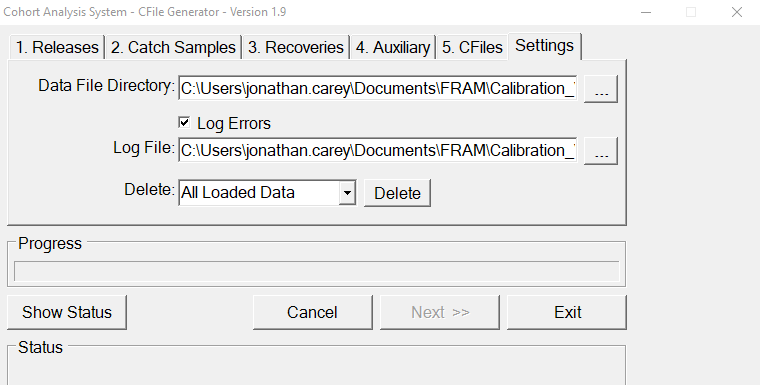 Cohort Analysis System - CFile Generator - Version 1.9
1. Releases 2. Catch Samples 3. Recoveries 4. Auxiliary 5. CFiles Settings
Data File Directory: C:\Users\jonathan.carey\Documents\FRAM\Calibration_ ...
Log Errors
Log File: C:\Users\jonathan.carey\Documents\FRAM\Calibration_ ...
Delete: All Loaded Data Delete
Progress
Show Status Cancel Next >> Exit
Status